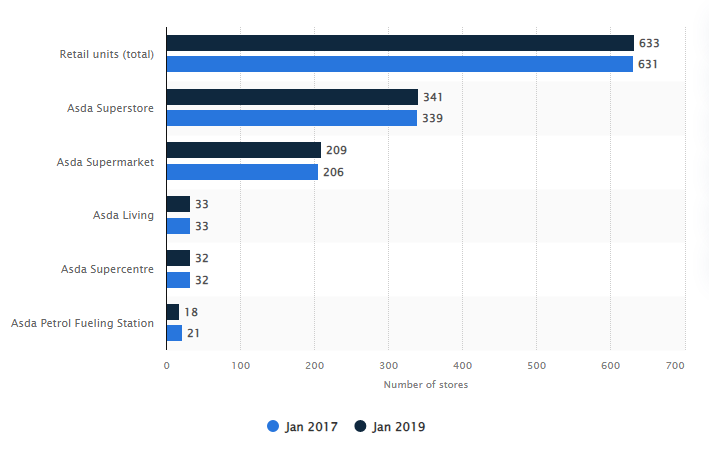 Retail units (total)
633
631
Asda Superstore
341
339
Asda Supermarket
209
206
Asda Living
33
33
Asda Supercentre
32
32
Asda Petrol Fueling Station
18
21
0 100 200 300 400 500 600 700
Number of stores
Jan 2017 Jan 2019